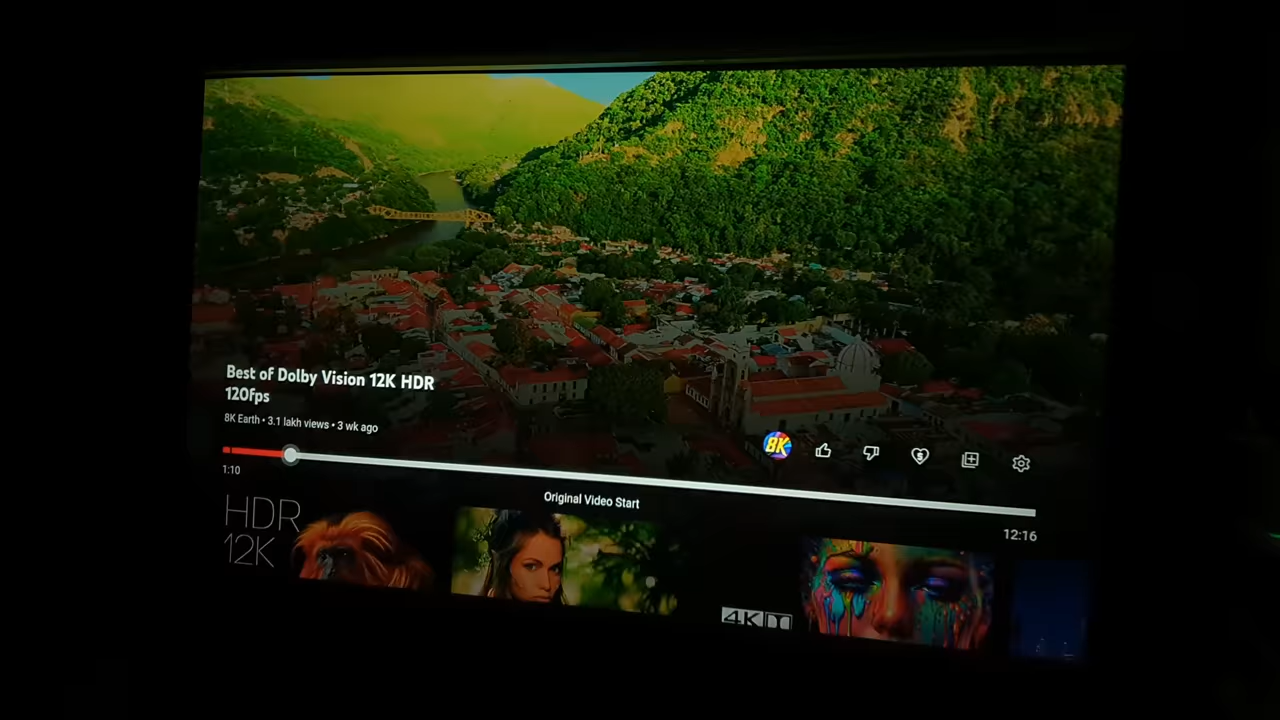 Best of Dolby Vision 12K HDR
120fps
8K Earth • 3.1 lakh views • 3 wk ago
8K
1:10
Original Video Start
12:16
HDR
12K
4K